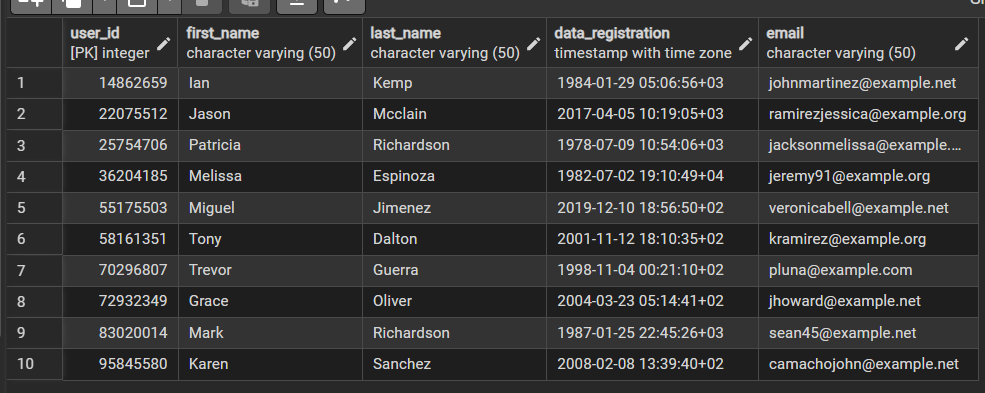 user_id first_name last_name data_registration email
[PK] integer character varying (50) character varying (50) timestamp with time zone character varying (50)
1 14862659 Ian Kemp 1984-01-29 05:06:56+03 johnmartinez@example.net
2 22075512 Jason Mcclain 2017-04-05 10:19:05+03 ramirezjessica@example.org
3 25754706 Patricia Richardson 1978-07-09 10:54:06+03 jacksonmelissa@example....
4 36204185 Melissa Espinoza 1982-07-02 19:10:49+04 jeremy91@example.org
5 55175503 Miguel Jimenez 2019-12-10 18:56:50+02 veronicabell@example.net
6 58161351 Tony Dalton 2001-11-12 18:10:35+02 kramirez@example.org
7 70296807 Trevor Guerra 1998-11-04 00:21:10+02 pluna@example.com
8 72932349 Grace Oliver 2004-03-23 05:14:41+02 jhoward@example.net
9 83020014 Mark Richardson 1987-01-25 22:45:26+03 sean45@example.net
10 95845580 Karen Sanchez 2008-02-08 13:39:40+02 camachojohn@example.net